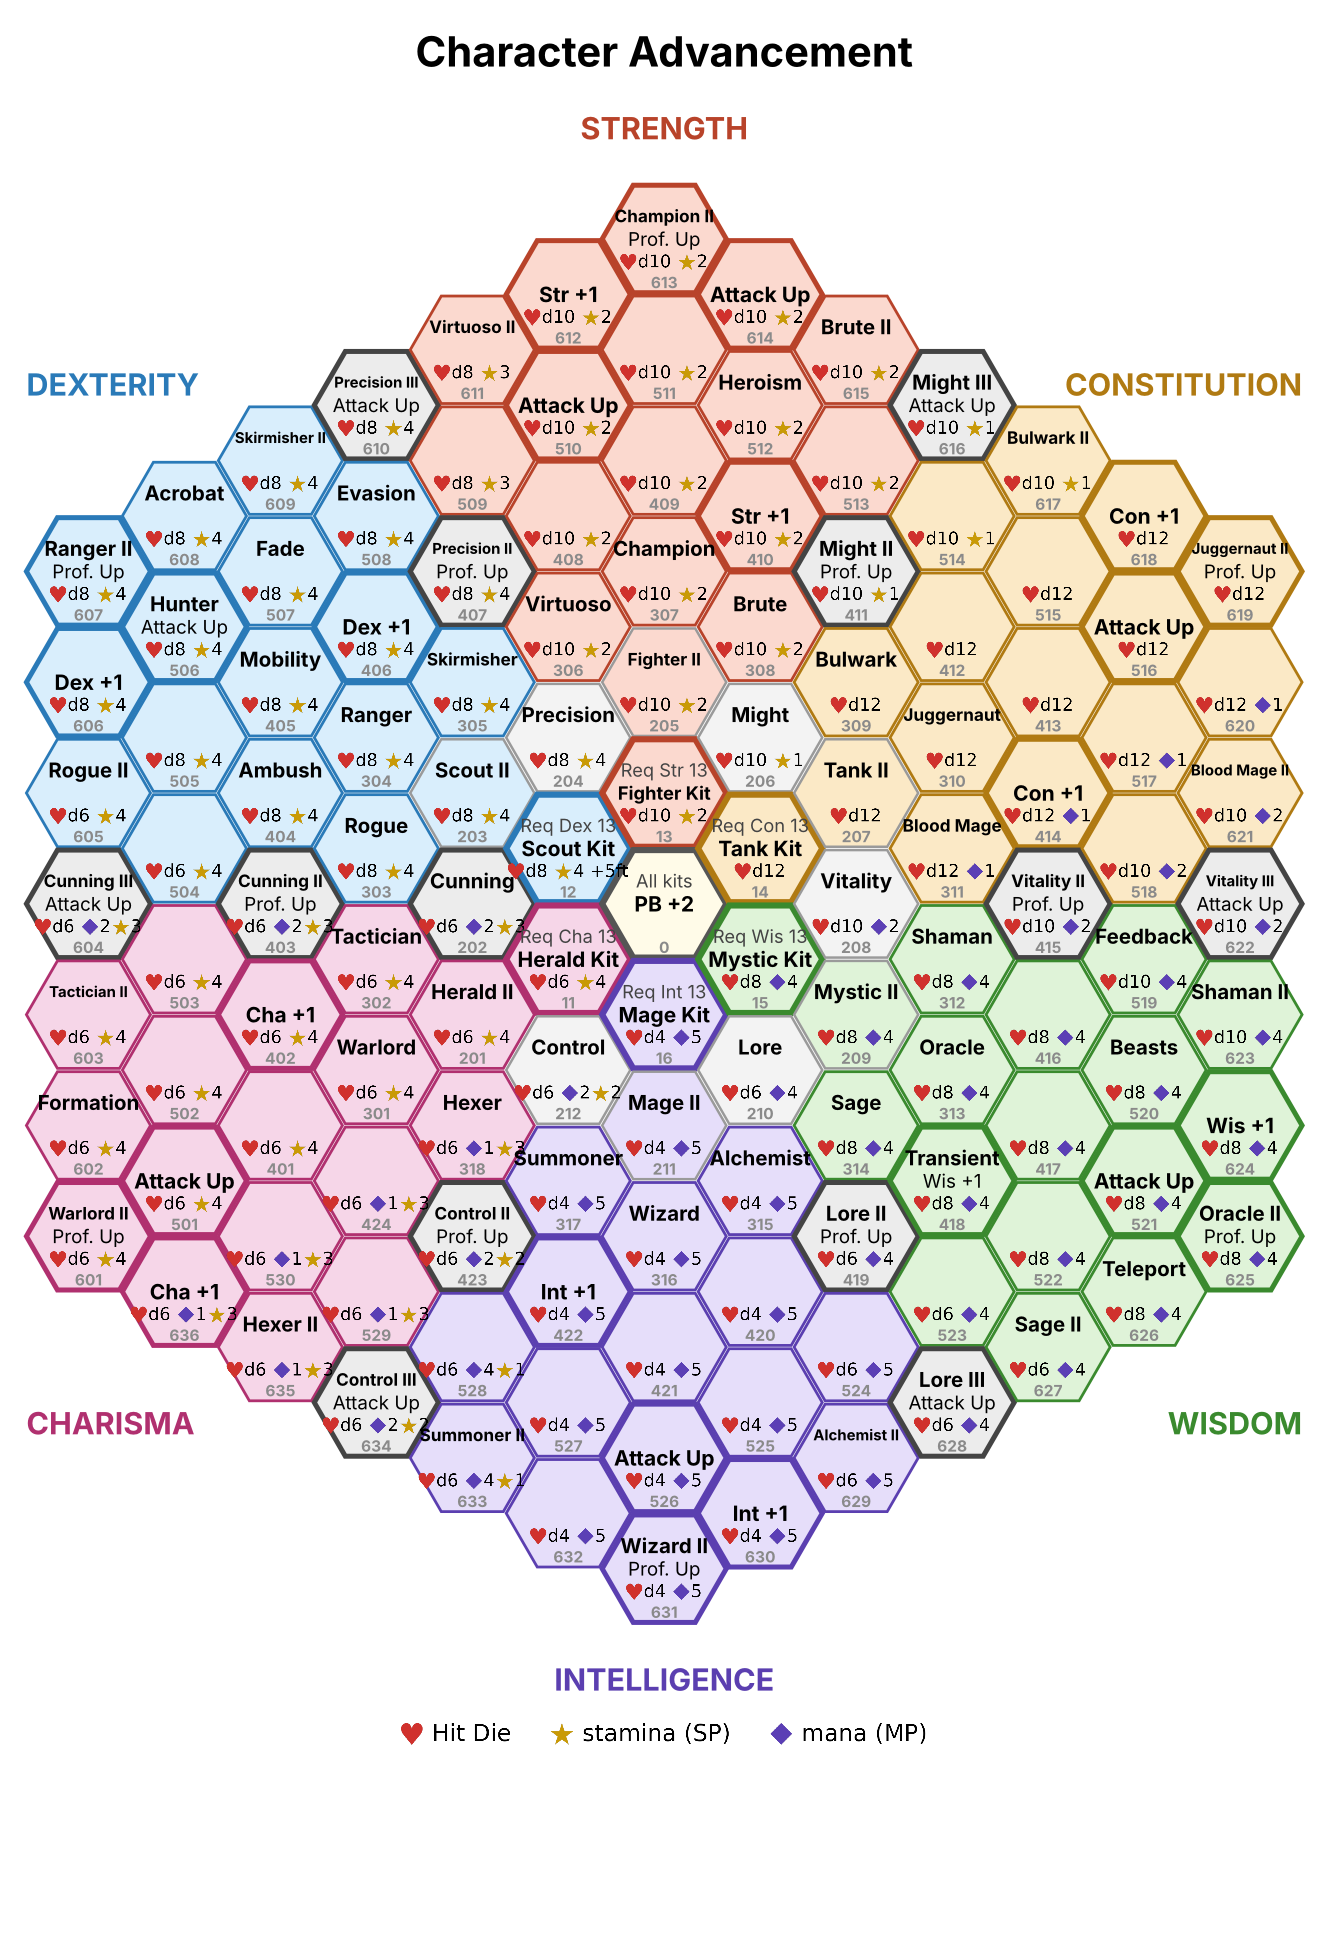 Character Advancement
STRENGTH
Champion II
Prof. Up
♥d10 ★2
613
Str +1
♥d10 ★2
612
Attack Up
♥d10 ★2
614
Virtuoso II
♥d8 ★3
611
♥d10 ★2
511
Brute II
♥d10 ★2
615
DEXTERITY
CONSTITUTION
Precision III
Attack Up
♥d8 ★4
610
Attack Up
♥d10 ★2
510
Heroism
♥d10 ★2
512
Might III
Attack Up
♥d10 ★1
616
Skirmisher II
♥d8 ★4
609
♥d8 ★3
509
♥d10 ★2
409
♥d10 ★2
513
Bulwark II
♥d10 ★1
617
Acrobat
♥d8 ★4
608
Evasion
♥d8 ★4
508
♥d10 ★2
408
Str +1
♥d10 ★2
410
♥d10 ★1
514
Con +1
♥d12
618
Ranger II
Prof. Up
♥d8 ★4
607
Fade
♥d8 ★4
507
Precision II
Prof. Up
♥d8 ★4
407
Champion
♥d10 ★2
307
Might II
Prof. Up
♥d10 ★1
411
♥d12
515
Juggernaut II
Prof. Up
♥d12
619
Hunter
Attack Up
♥d8 ★4
506
Dex +1
♥d8 ★4
406
Virtuoso
♥d10 ★2
306
Brute
♥d10 ★2
308
♥d12
412
Attack Up
♥d12
516
Dex +1
♥d8 ★4
606
Mobility
♥d8 ★4
405
Skirmisher
♥d8 ★4
305
Fighter II
♥d10 ★2
205
Bulwark
♥d12
309
♥d12
413
♥d12 ◆1
620
♥d8 ★4
505
Ranger
♥d8 ★4
304
Precision
♥d8 ★4
204
Might
♥d10 ★1
206
Juggernaut
♥d12
310
♥d12 ◆1
517
Rogue II
♥d6 ★4
605
Ambush
♥d8 ★4
404
Scout II
♥d8 ★4
203
Req Str 13
Fighter Kit
♥d10 ★2
13
Tank II
♥d12
207
Con +1
♥d12 ◆1
414
Blood Mage II
♥d10 ◆2
621
♥d6 ★4
504
Rogue
♥d8 ★4
303
Req Dex 13
Scout Kit
♥d8 ★4 +5ft
12
Req Con 13
Tank Kit
♥d12
14
Blood Mage
♥d12 ◆1
311
♥d10 ◆2
518
Cunning III
Attack Up
♥d6 ◆2★3
604
Cunning II
Prof. Up
♥d6 ◆2★3
403
Cunning
♥d6 ◆2★3
202
All kits
PB +2
0
Vitality
♥d10 ◆2
208
Vitality II
Prof. Up
♥d10 ◆2
415
Vitality III
Attack Up
♥d10 ◆2
622
♥d6 ★4
503
Tactician
♥d6 ★4
302
Req Cha 13
Herald Kit
♥d6 ★4
11
Req Wis 13
Mystic Kit
♥d8 ◆4
15
Shaman
♥d8 ◆4
312
Feedback
♥d10 ◆4
519
Tactician II
♥d6 ★4
603
Cha +1
♥d6 ★4
402
Herald II
♥d6 ★4
201
Req Int 13
Mage Kit
♥d4 ◆5
16
Mystic II
♥d8 ◆4
209
♥d8 ◆4
416
Shaman II
♥d10 ◆4
623
♥d6 ★4
502
Warlord
♥d6 ★4
301
Control
♥d6 ◆2★2
212
Lore
♥d6 ◆4
210
Oracle
♥d8 ◆4
313
Beasts
♥d8 ◆4
520
Formation
♥d6 ★4
602
♥d6 ★4
401
Hexer
♥d6 ◆1★3
318
Mage II
♥d4 ◆5
211
Sage
♥d8 ◆4
314
♥d8 ◆4
417
Wis +1
♥d8 ◆4
624
Attack Up
♥d6 ★4
501
♥d6 ◆1★3
424
Summoner
♥d4 ◆5
317
Alchemist
♥d4 ◆5
315
Transient
Wis +1
♥d8 ◆4
418
Attack Up
♥d8 ◆4
521
Warlord II
Prof. Up
♥d6 ★4
601
♥d6 ◆1★3
530
Control II
Prof. Up
♥d6 ◆2★2
423
Wizard
♥d4 ◆5
316
Lore II
Prof. Up
♥d6 ◆4
419
♥d8 ◆4
522
Oracle II
Prof. Up
♥d8 ◆4
625
Cha +1
♥d6 ◆1★3
636
♥d6 ◆1★3
529
Int +1
♥d4 ◆5
422
♥d4 ◆5
420
♥d6 ◆4
523
Teleport
♥d8 ◆4
626
Hexer II
♥d6 ◆1★3
635
♥d6 ◆4★1
528
♥d4 ◆5
421
♥d6 ◆5
524
Sage II
♥d6 ◆4
627
Control III
Attack Up
♥d6 ◆2★2
634
♥d4 ◆5
527
♥d4 ◆5
525
Lore III
Attack Up
♥d6 ◆4
628
CHARISMA
WISDOM
Summoner II
♥d6 ◆4★1
633
Attack Up
♥d4 ◆5
526
Alchemist II
♥d6 ◆5
629
♥d4 ◆5
632
Int +1
♥d4 ◆5
630
Wizard II
Prof. Up
♥d4 ◆5
631
INTELLIGENCE
♥ Hit Die ★ stamina (SP) ◆ mana (MP)